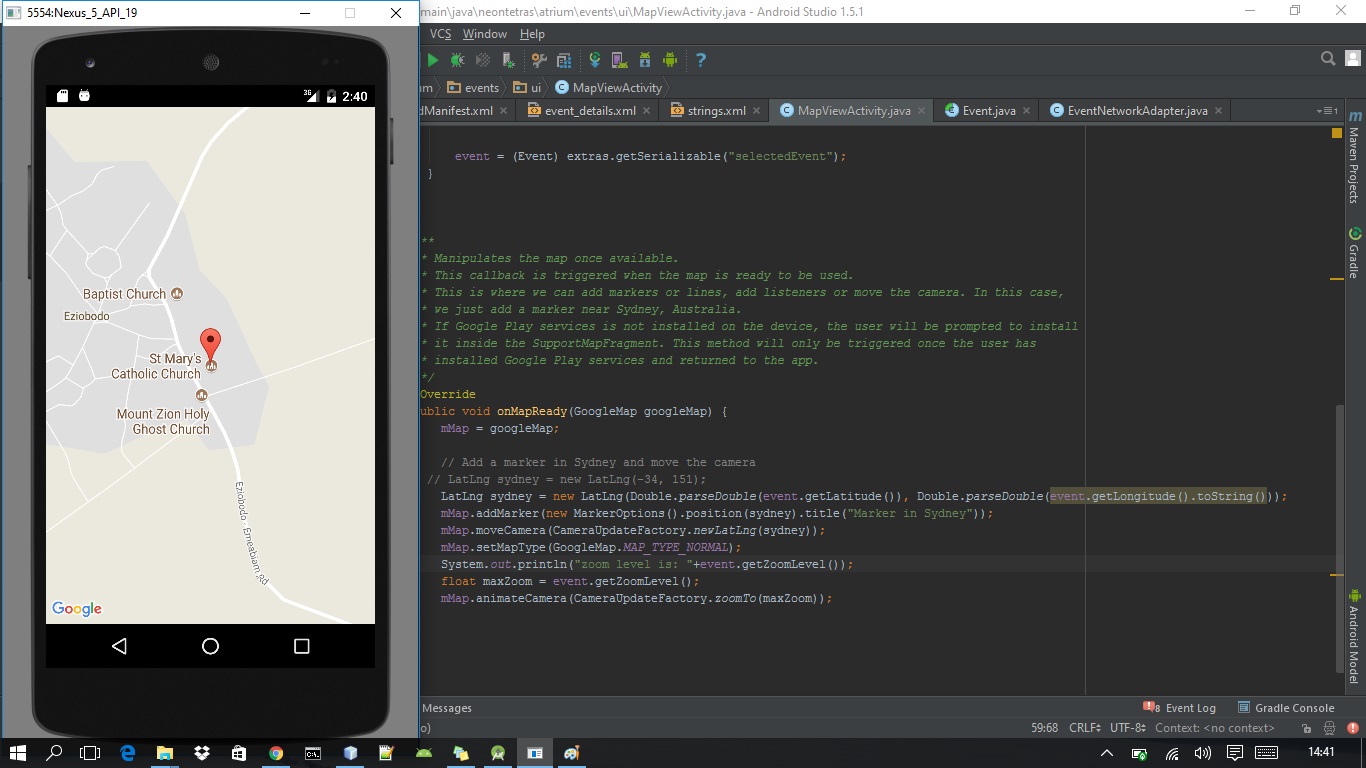 5554:Nexus_5_API_19
main\java\neontetras\atrium\events\ui\MapViewActivity.java - Android Studio 1.5.1
VCS Window Help
m events ui MapViewActivity
dManifest.xml event_details.xml strings.xml MapViewActivity.java Event.java EventNetworkAdapter.java
3G 2:40
Baptist Church
Eziobodo
St Mary's
Catholic Church
Mount Zion Holy
Ghost Church
Eziobodo - Emeabiam Rd
Google
event = (Event) extras.getSerializable("selectedEvent");
}
**
* Manipulates the map once available.
* This callback is triggered when the map is ready to be used.
* This is where we can add markers or lines, add listeners or move the camera. In this case,
* we just add a marker near Sydney, Australia.
* If Google Play services is not installed on the device, the user will be prompted to install
* it inside the SupportMapFragment. This method will only be triggered once the user has
* installed Google Play services and returned to the app.
*/
Override
ublic void onMapReady(GoogleMap googleMap) {
mMap = googleMap;
// Add a marker in Sydney and move the camera
// LatLng sydney = new LatLng(-34, 151);
LatLng sydney = new LatLng(Double.parseDouble(event.getLatitude()), Double.parseDouble(event.getLongitude().toString()));
mMap.addMarker(new MarkerOptions().position(sydney).title("Marker in Sydney"));
mMap.moveCamera(CameraUpdateFactory.newLatLng(sydney));
mMap.setMapType(GoogleMap.MAP_TYPE_NORMAL);
System.out.println("zoom level is: "+event.getZoomLevel());
float maxZoom = event.getZoomLevel();
mMap.animateCamera(CameraUpdateFactory.zoomTo(maxZoom));
m Maven Projects
Gradle
Android Model
Messages
8 Event Log Gradle Console
o) 59:68 CRLF UTF-8 Context: <no context>
14:41